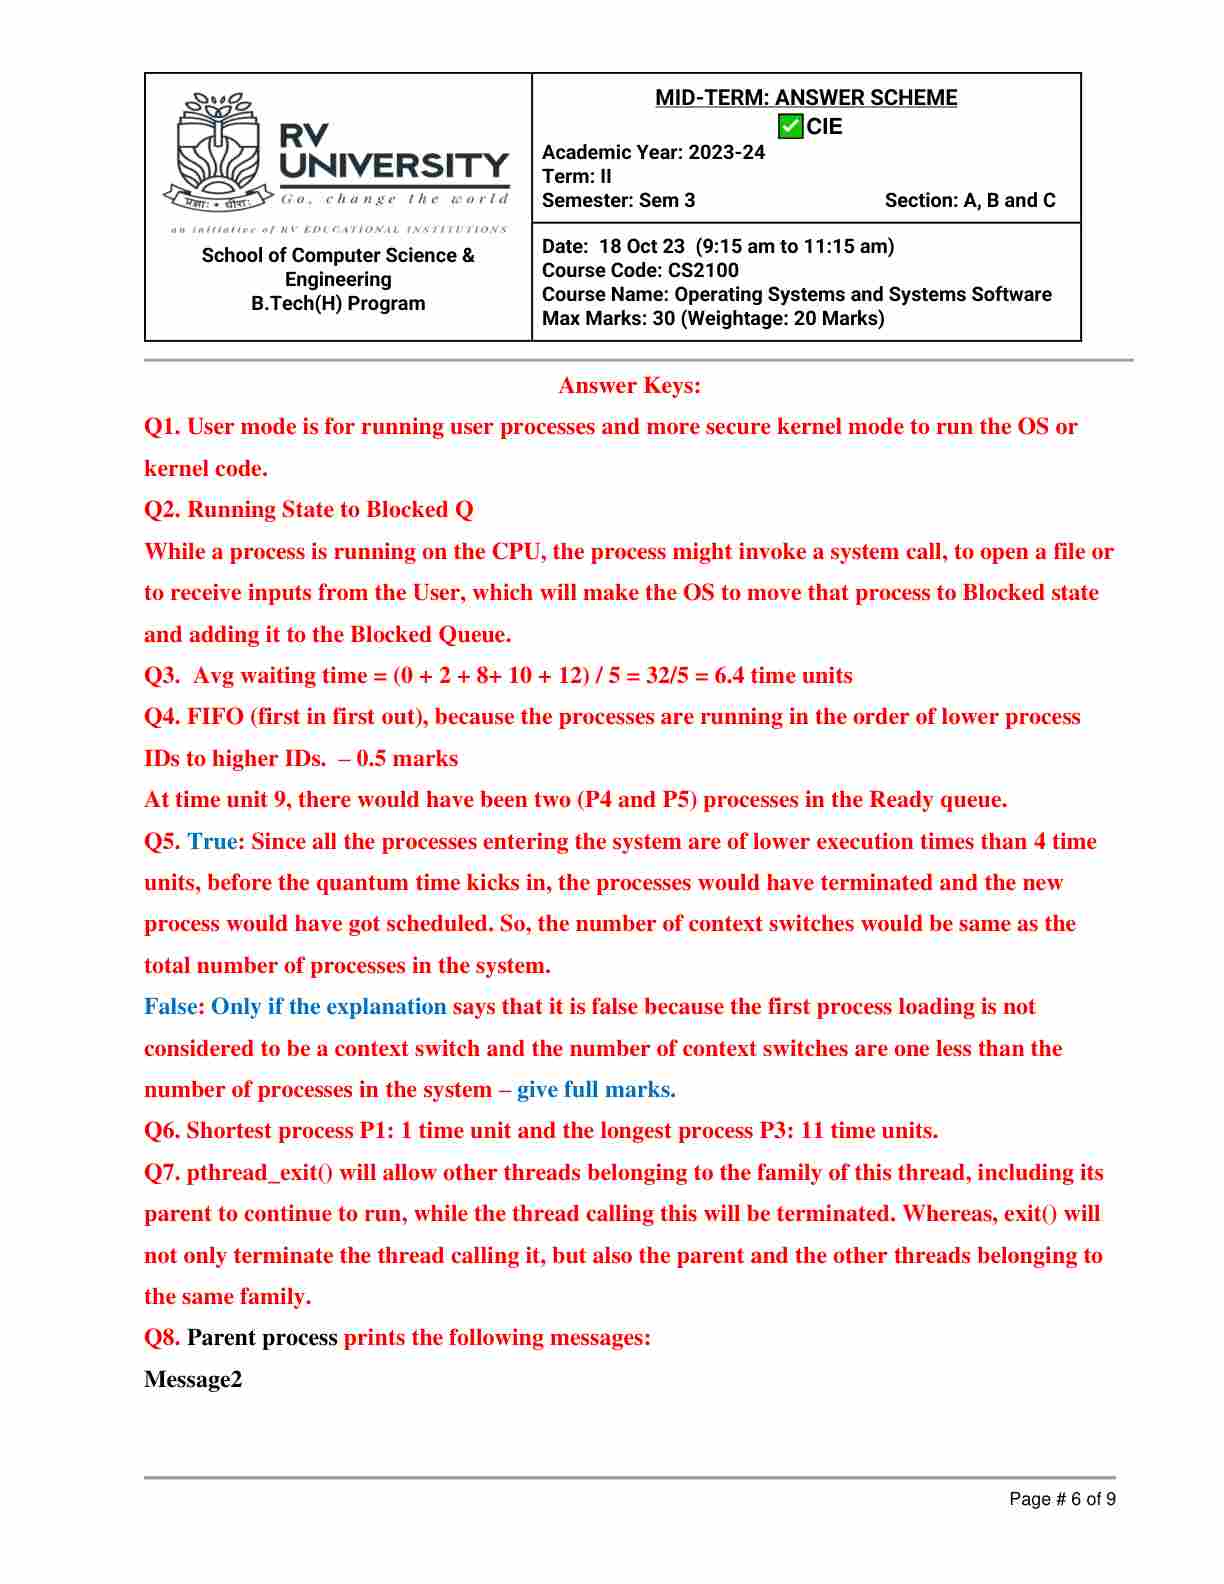 MID-TERM: ANSWER SCHEME
✅ CIE
Academic Year: 2023-24
Term: II
Semester: Sem 3 Section: A, B and C
RV
UNIVERSITY
Go, change the world
an initiative of RV EDUCATIONAL INSTITUTIONS
School of Computer Science &
Engineering
B.Tech(H) Program
Date:  18 Oct 23  (9:15 am to 11:15 am)
Course Code: CS2100
Course Name: Operating Systems and Systems Software
Max Marks: 30 (Weightage: 20 Marks)
Answer Keys:
Q1. User mode is for running user processes and more secure kernel mode to run the OS or
kernel code.
Q2. Running State to Blocked Q
While a process is running on the CPU, the process might invoke a system call, to open a file or
to receive inputs from the User, which will make the OS to move that process to Blocked state
and adding it to the Blocked Queue.
Q3.  Avg waiting time = (0 + 2 + 8+ 10 + 12) / 5 = 32/5 = 6.4 time units
Q4. FIFO (first in first out), because the processes are running in the order of lower process
IDs to higher IDs.  – 0.5 marks
At time unit 9, there would have been two (P4 and P5) processes in the Ready queue.
Q5. True: Since all the processes entering the system are of lower execution times than 4 time
units, before the quantum time kicks in, the processes would have terminated and the new
process would have got scheduled. So, the number of context switches would be same as the
total number of processes in the system.
False: Only if the explanation says that it is false because the first process loading is not
considered to be a context switch and the number of context switches are one less than the
number of processes in the system – give full marks.
Q6. Shortest process P1: 1 time unit and the longest process P3: 11 time units.
Q7. pthread_exit() will allow other threads belonging to the family of this thread, including its
parent to continue to run, while the thread calling this will be terminated. Whereas, exit() will
not only terminate the thread calling it, but also the parent and the other threads belonging to
the same family.
Q8. Parent process prints the following messages:
Message2
Page # 6 of 9